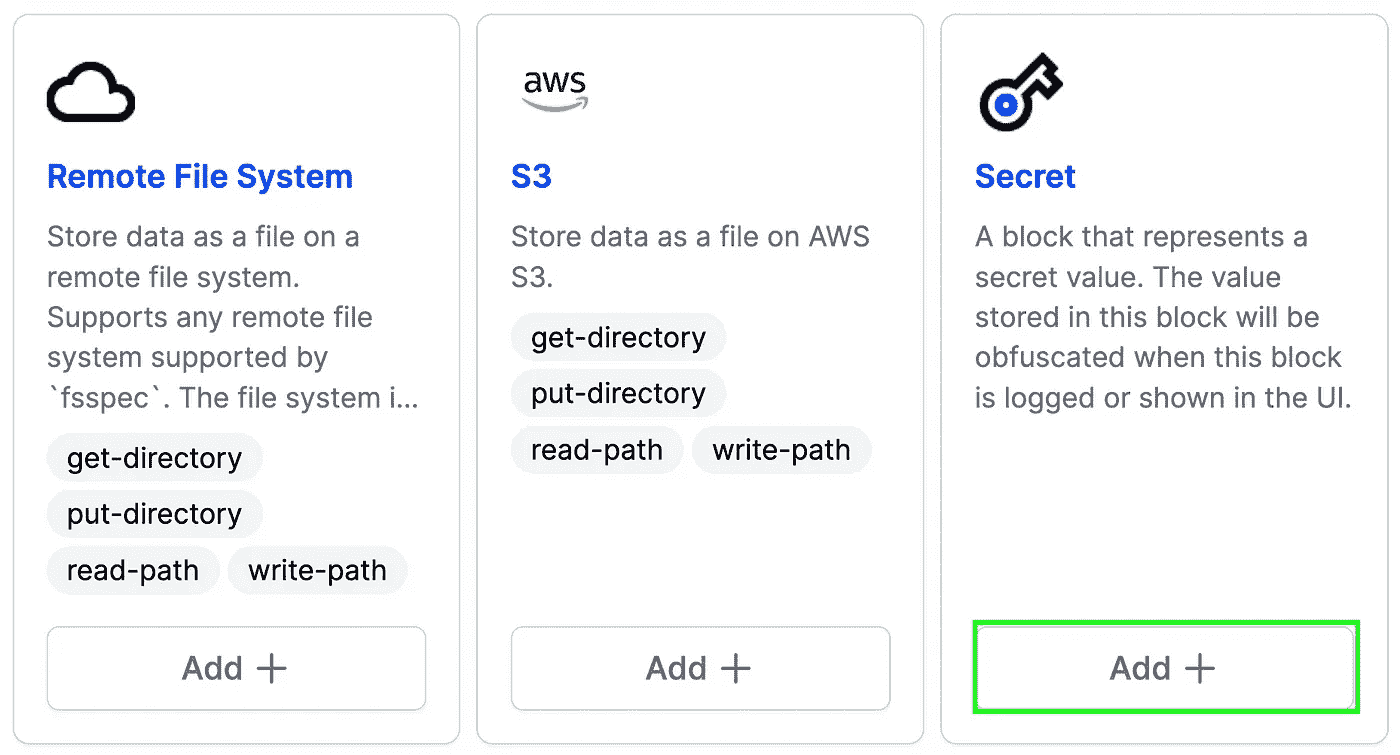 Remote File System
Store data as a file on a
remote file system.
Supports any remote file
system supported by
`fsspec`. The file system i...
get-directory
put-directory
read-path write-path
Add +
aws
S3
Store data as a file on AWS
S3.
get-directory
put-directory
read-path write-path
Add +
Secret
A block that represents a
secret value. The value
stored in this block will be
obfuscated when this block
is logged or shown in the UI.
Add +